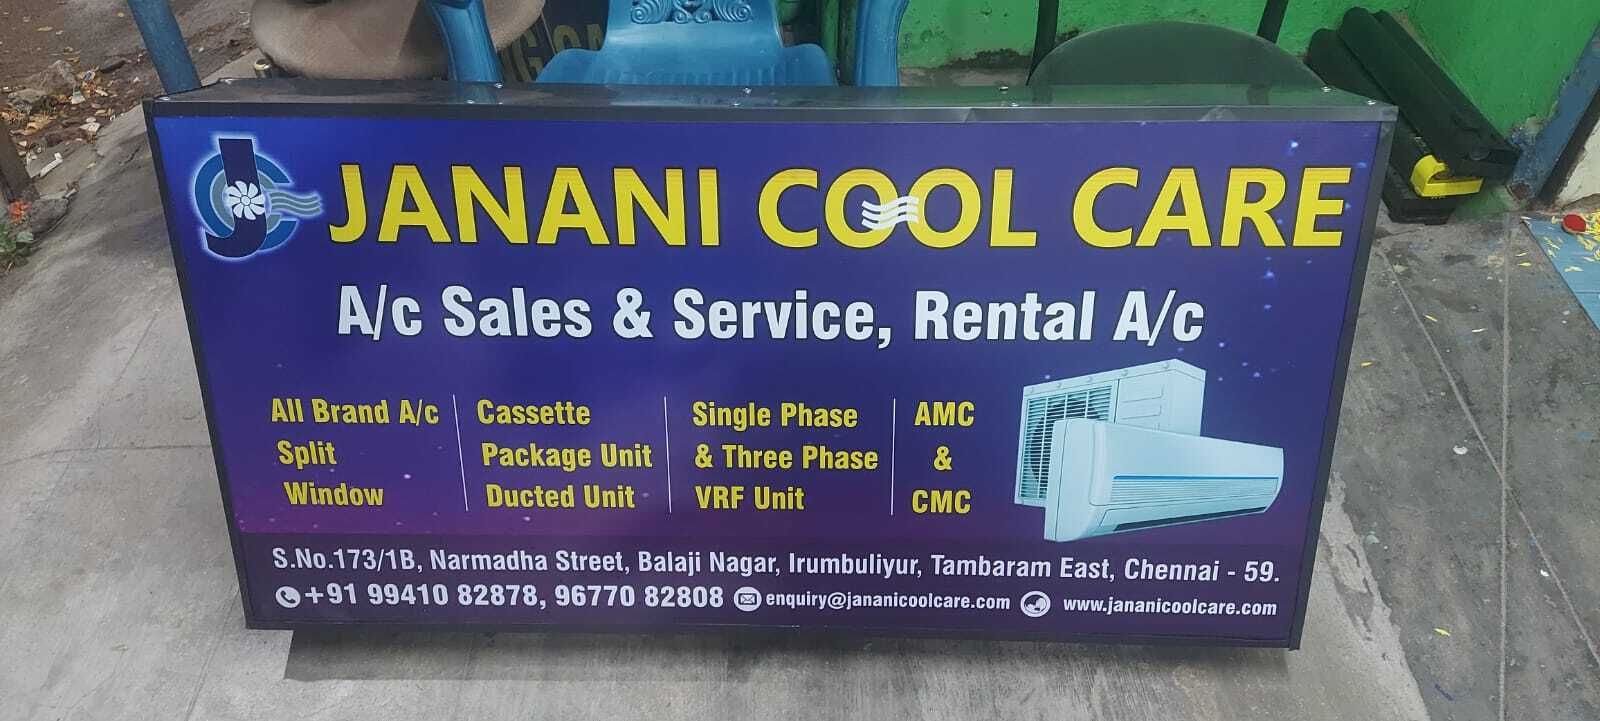 JC
JANANI COOL CARE
A/c Sales & Service, Rental A/c
All Brand A/c
Split
Window
Cassette
Package Unit
Ducted Unit
Single Phase
& Three Phase
VRF Unit
AMC
&
CMC
S.No.173/1B, Narmadha Street, Balaji Nagar, Irumbuliyur, Tambaram East, Chennai - 59.
+91 99410 82878, 96770 82808 enquiry@jananicoolcare.com www.jananicoolcare.com